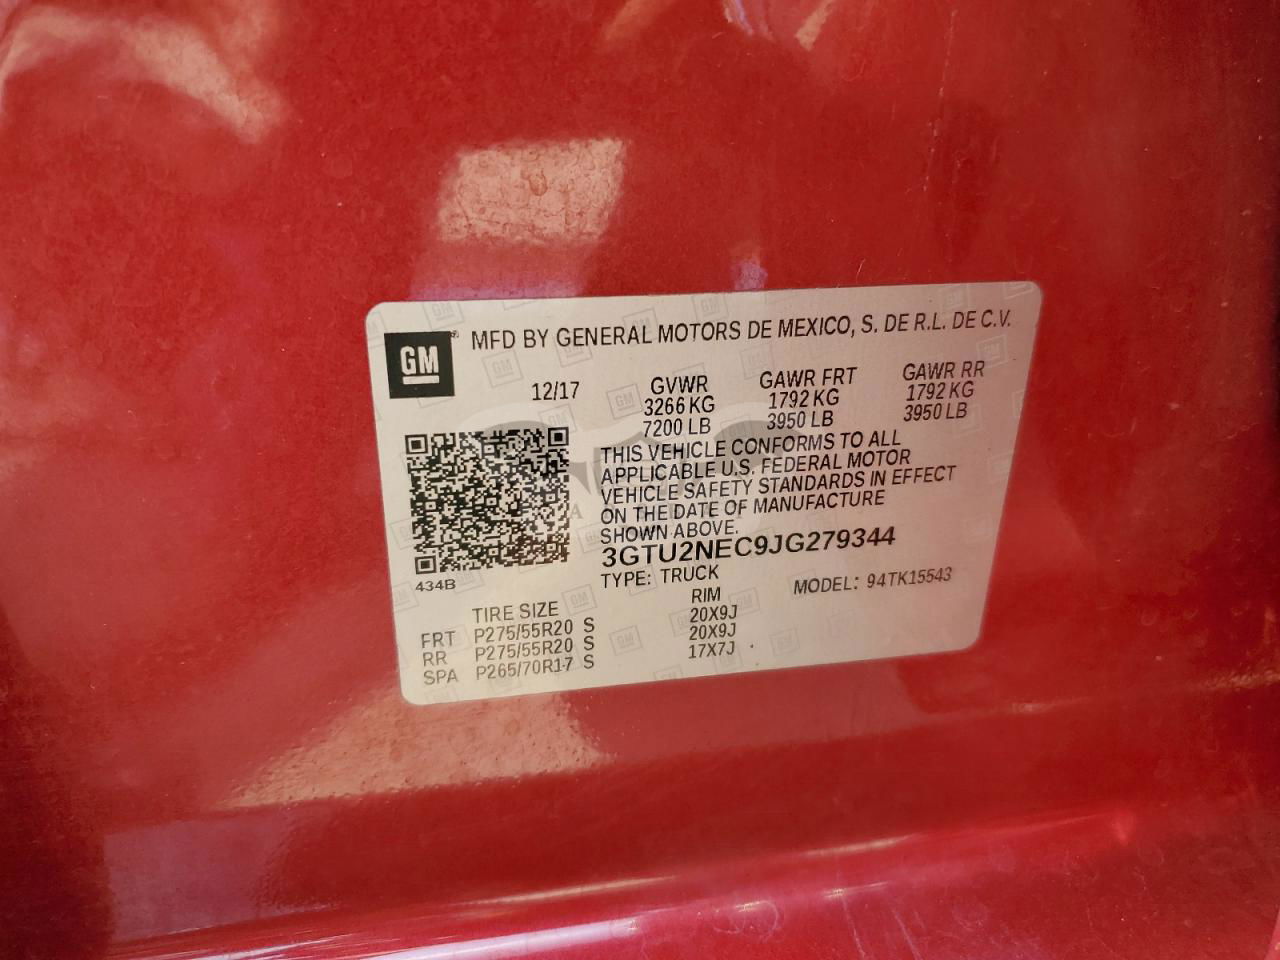 GM
MFD BY GENERAL MOTORS DE MEXICO, S. DE R.L. DE C.V.
12/17
GVWR GAWR FRT GAWR RR
3266 KG 1792 KG 1792 KG
7200 LB 3950 LB 3950 LB
THIS VEHICLE CONFORMS TO ALL
APPLICABLE U.S. FEDERAL MOTOR
VEHICLE SAFETY STANDARDS IN EFFECT
ON THE DATE OF MANUFACTURE
SHOWN ABOVE.
3GTU2NEC9JG279344
434B
TYPE: TRUCK MODEL: 94TK15543
TIRE SIZE RIM
FRT P275/55R20 S 20X9J
RR P275/55R20 S 20X9J
SPA P265/70R17 S 17X7J